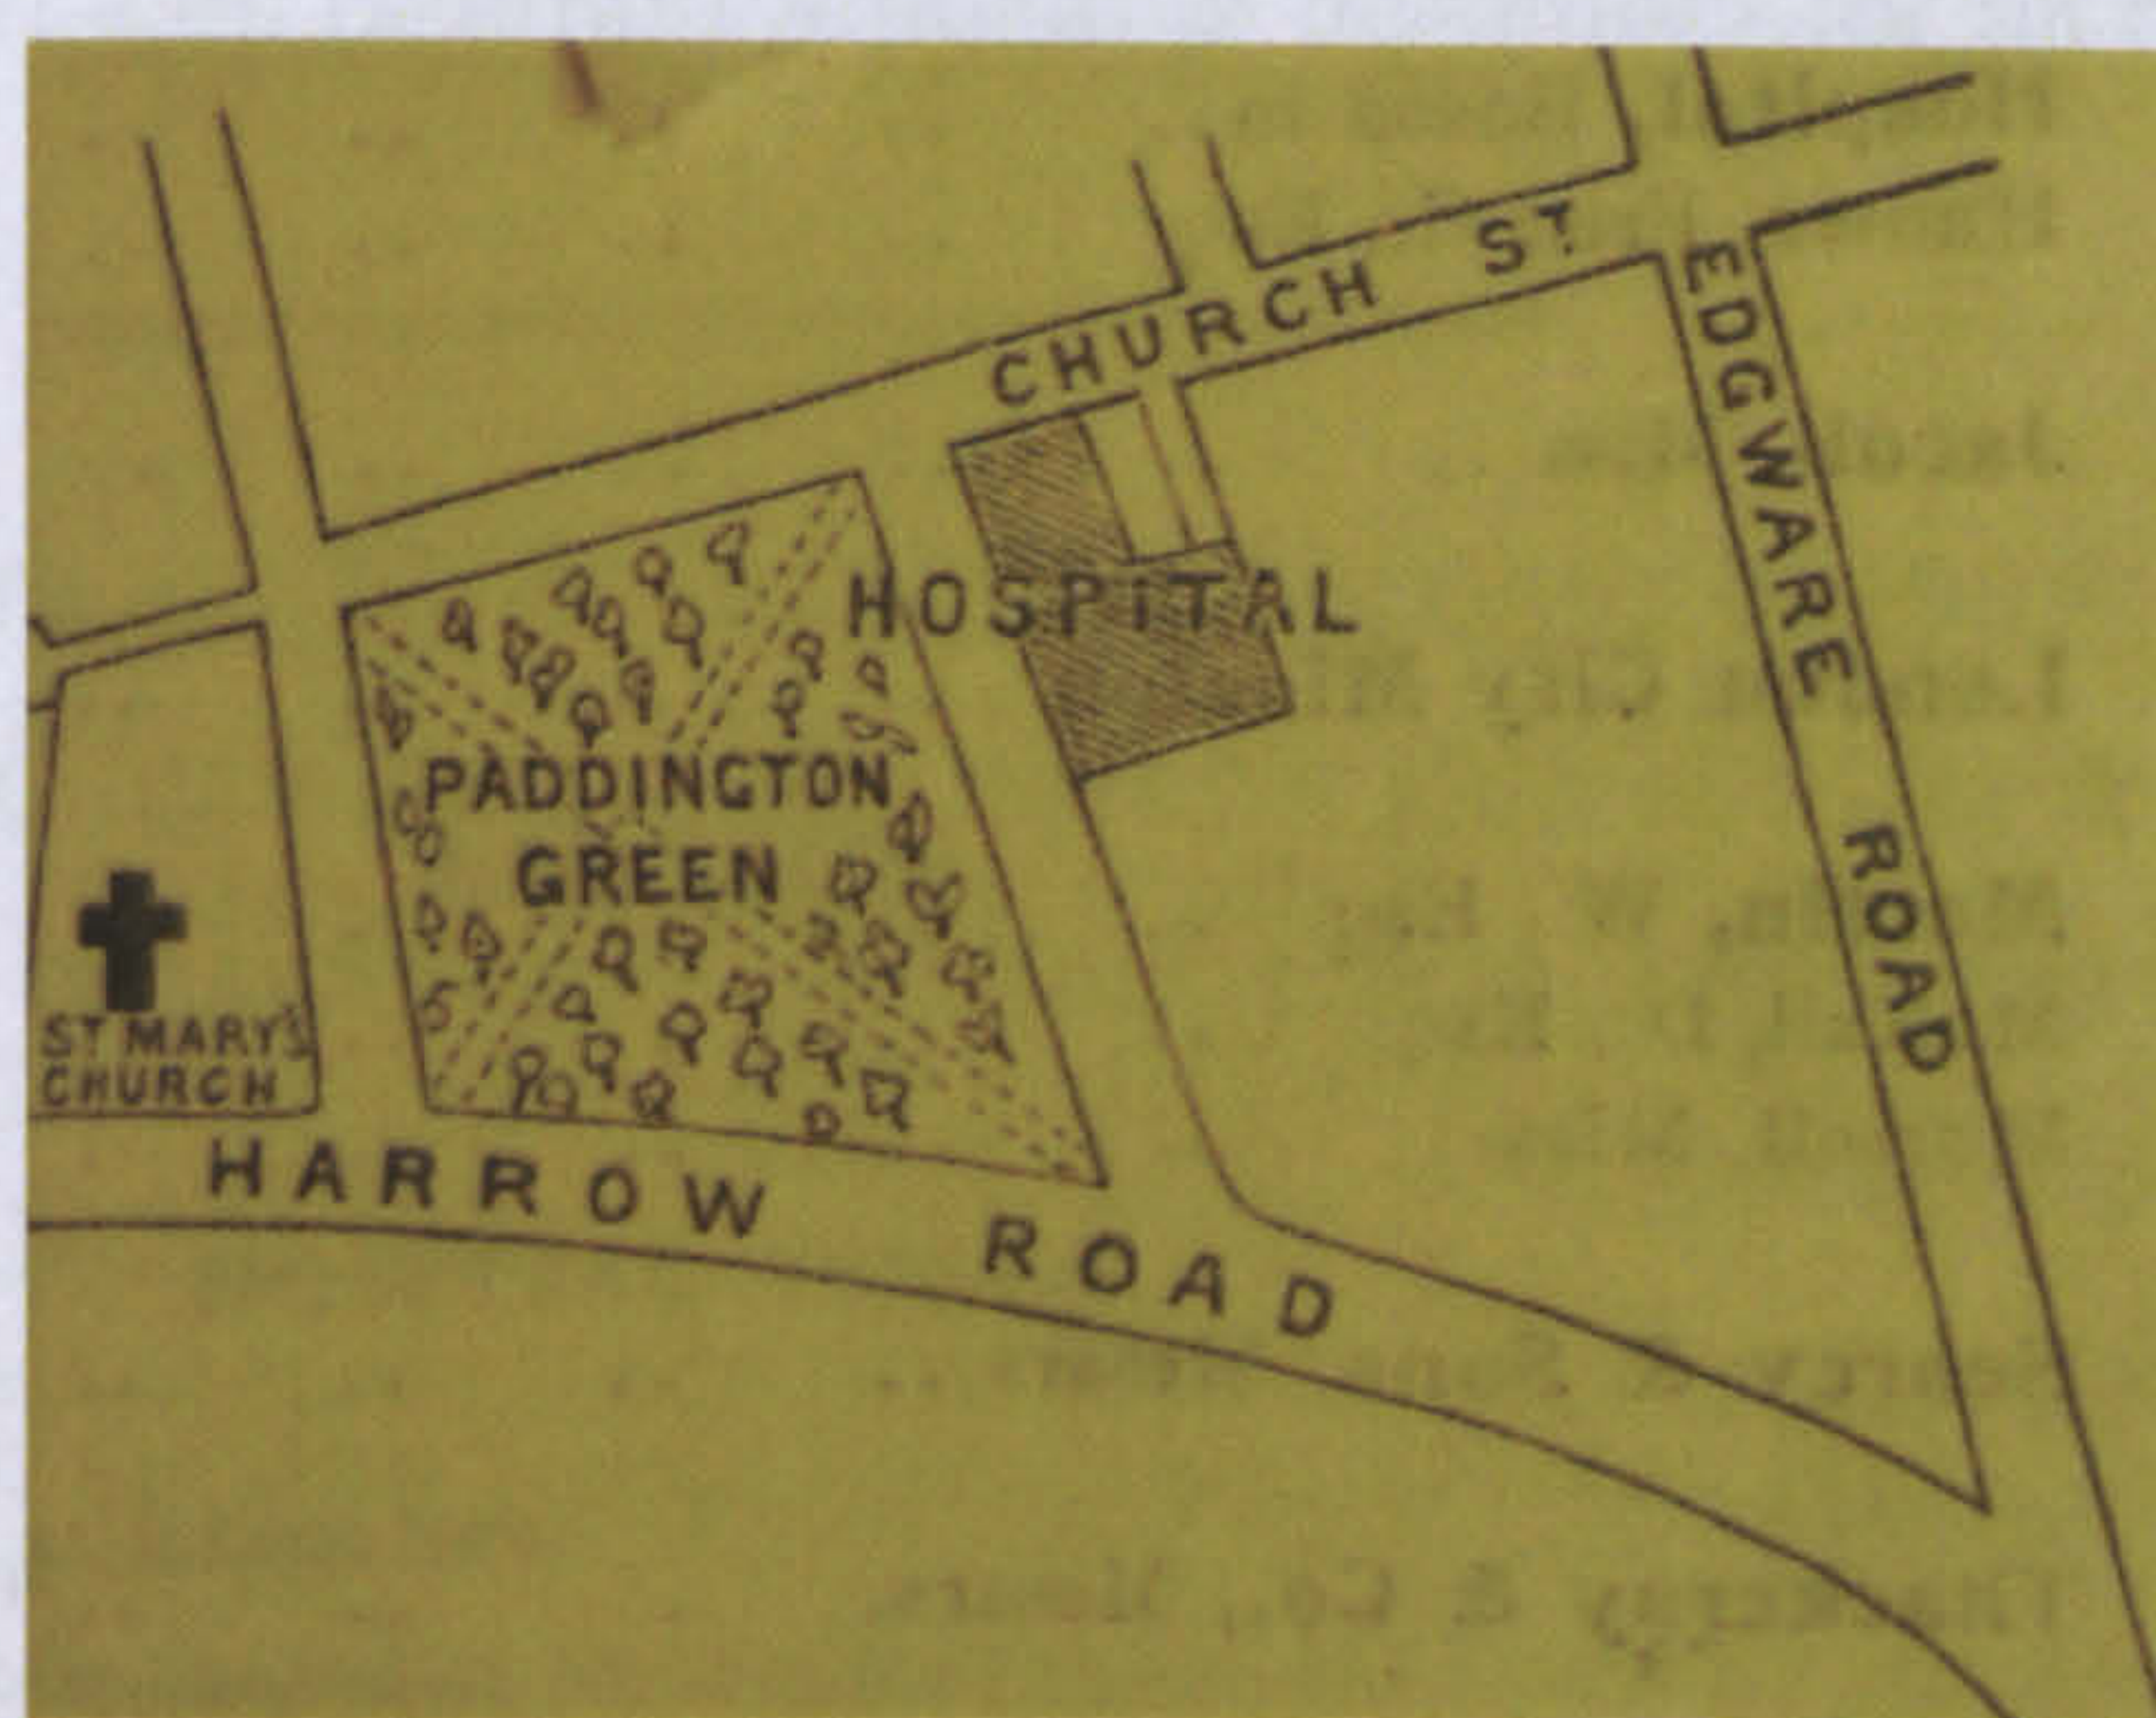 CHURCH ST.
EDGWARE ROAD
HOSPITAL
PADDINGTON
GREEN
ST MARY'S
CHURCH
HARROW ROAD